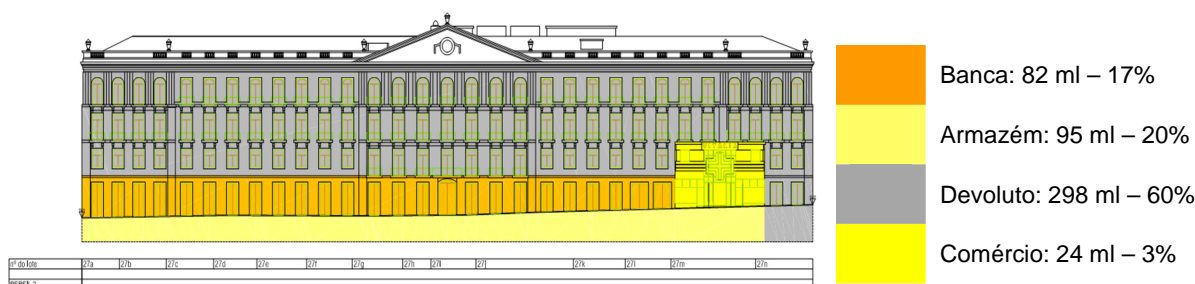 Banca: 82 ml – 17%
Armazém: 95 ml – 20%
Devoluto: 298 ml – 60%
Comércio: 24 ml – 3%
nº do lote 27a 27b 27c 27d 27e 27f 27g 27h 27i 27j 27k 27l 27m 27n